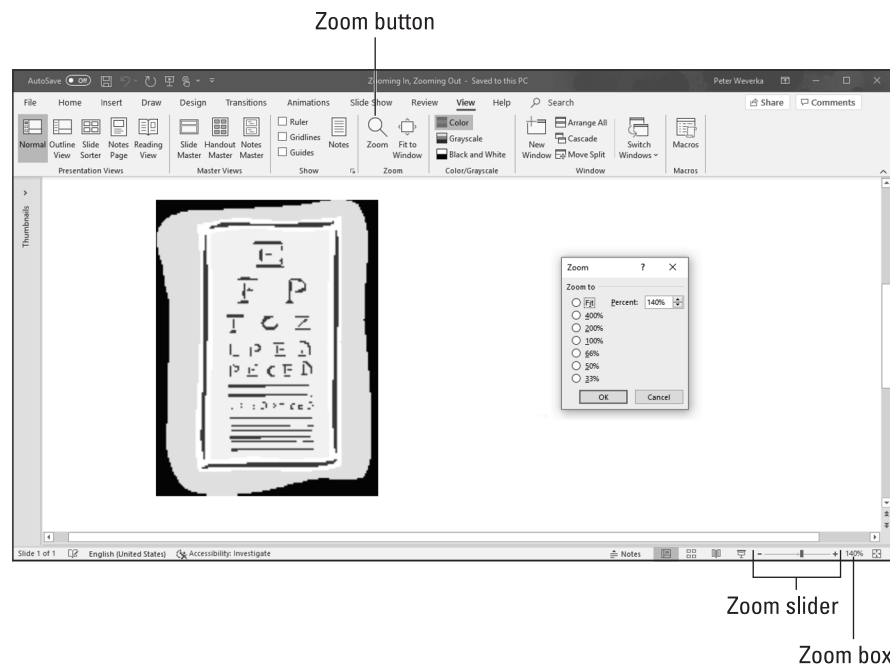 Zoom button
AutoSave Off Zooming In, Zooming Out - Saved to this PC Peter Weverka
File Home Insert Draw Design Transitions Animations Slide Show Review View Help Search Share Comments
Normal Outline View Slide Sorter Notes Page Reading View
Presentation Views
Slide Master Handout Master Notes Master
Master Views
Ruler
Gridlines
Guides
Notes
Show
Zoom Fit to Window
Zoom
Color
Grayscale
Black and White
Color/Grayscale
New Window
Arrange All
Cascade
Move Split
Switch Windows
Window
Macros
Macros
Thumbnails
E
F P
T C Z
L P E D
P E C F D
Zoom ? X
Zoom to
Fit Percent: 140%
400%
200%
100%
66%
50%
33%
OK Cancel
Slide 1 of 1 English (United States) Accessibility: Investigate Notes 140%
Zoom slider
Zoom box